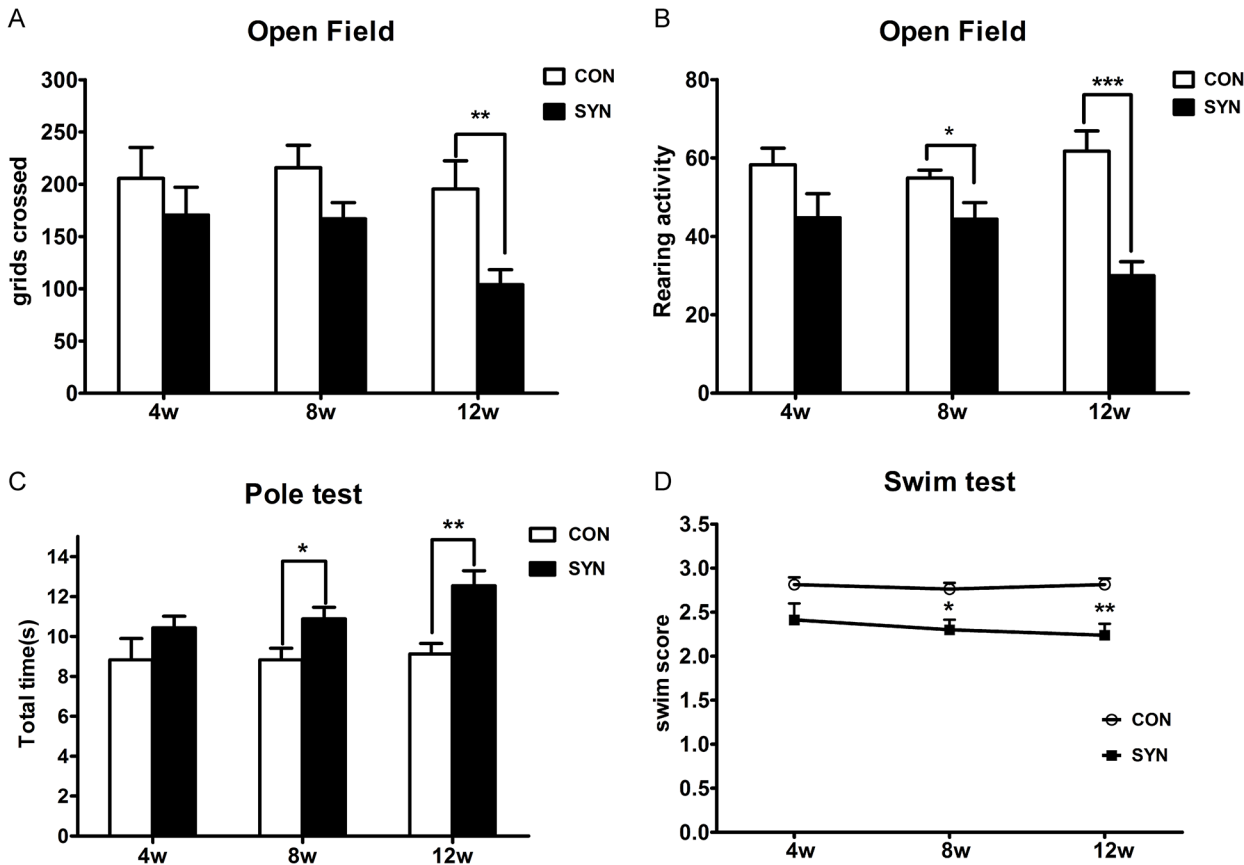 A
Open Field
CON
SYN
grids crossed
300
250
200
150
100
50
0
**
4w
8w
12w
B
Open Field
CON
SYN
Rearing activity
80
60
40
20
0
*
***
4w
8w
12w
C
Pole test
CON
SYN
Total time(s)
14
12
10
8
6
4
2
0
*
**
4w
8w
12w
D
Swim test
swim score
3.5
3.0
2.5
2.0
1.5
1.0
0.5
0.0
*
**
CON
SYN
4w
8w
12w